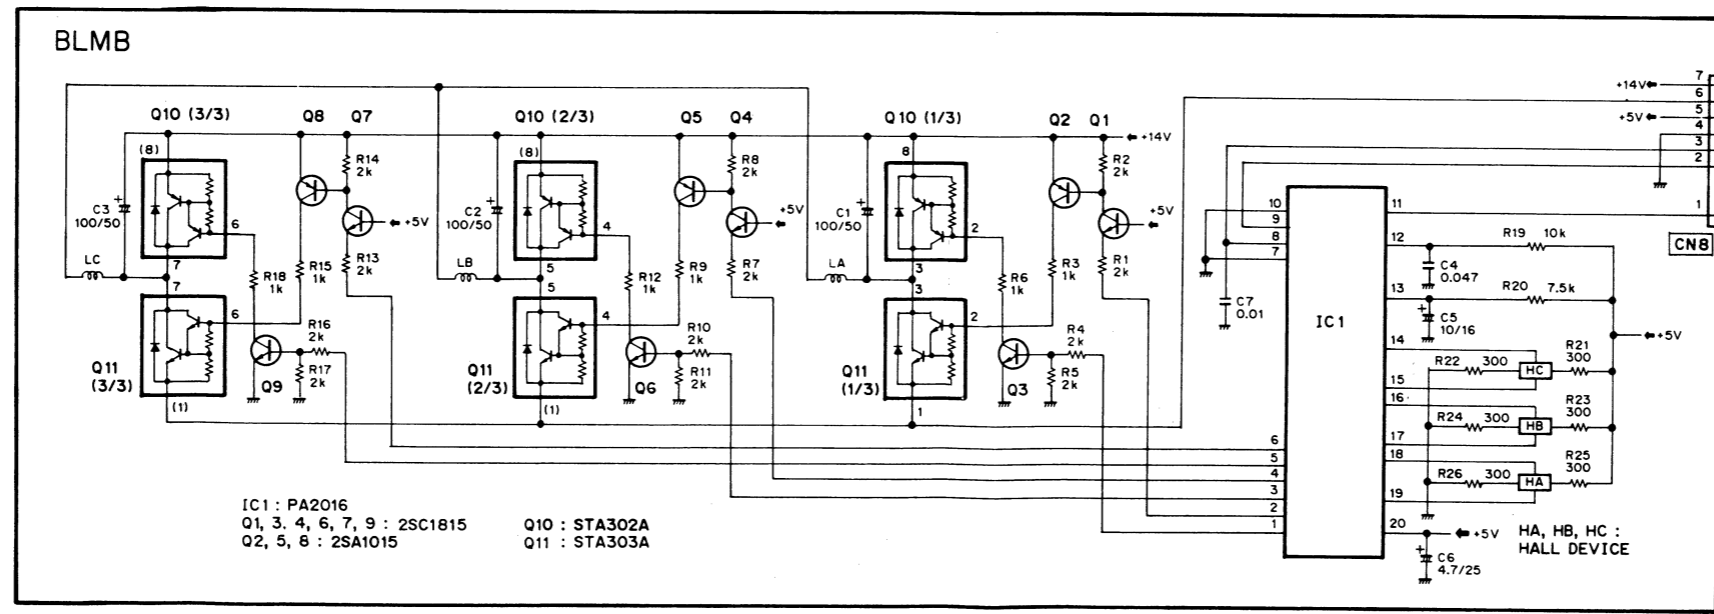 BLMB
Q10 (3/3) Q8 Q7 Q10 (2/3) Q5 Q4 Q10 (1/3) Q2 Q1
+14V
7
6
+5V
5
4
3
2
1
CN8
+14V
(8) R14 2k
(8) R8 2k
8 R2 2k
C3 + 100/50
C2 + 100/50
C1 + 100/50
6 +5V
4 +5V
2 +5V
LC 7 7
LB 5 5
LA 3 3
R18 1k R15 1k R13 2k
R12 1k R9 1k R7 2k
R6 1k R3 1k R1 2k
6 R16 2k R17 2k
4 R10 2k R11 2k
2 R4 2k R5 2k
Q11 (3/3) Q9
Q11 (2/3) Q6
Q11 (1/3) Q3
(1) (1) 1
10
9
8
7
C7 0.01
IC1
6
5
4
3
2
1
11
12 R19 10k
C4 0.047
13 R20 7.5k
+ C5 10/16
+5V
14 R22 300 HC R21 300
15
16 R24 300 HB R23 300
17
18 R26 300 HA R25 300
19
20 +5V
+ C6 4.7/25
HA, HB, HC :
HALL DEVICE
IC1 : PA2016
Q1, 3. 4, 6, 7, 9 : 2SC1815
Q2, 5, 8 : 2SA1015
Q10 : STA302A
Q11 : STA303A